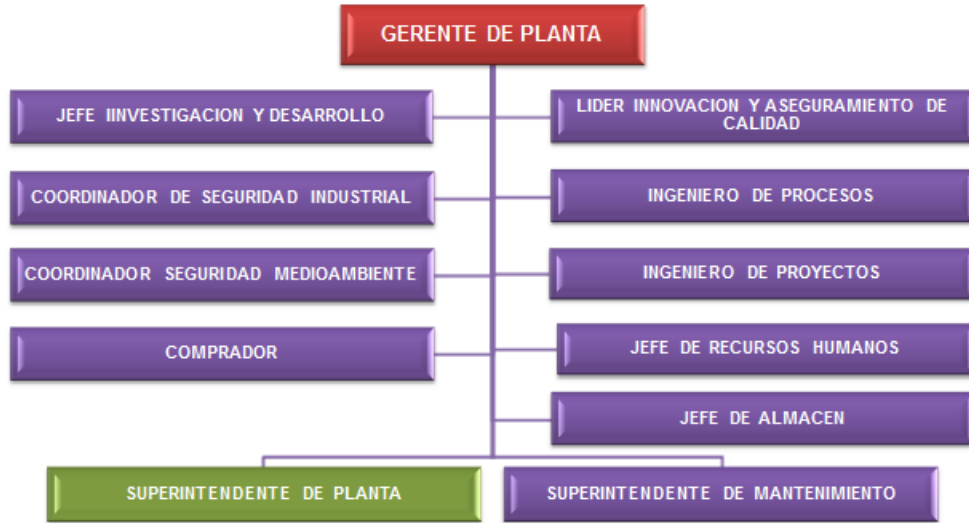 GERENTE DE PLANTA
JEFE IINVESTIGACION Y DESARROLLO
LIDER INNOVACION Y ASEGURAMIENTO DE
CALIDAD
COORDINADOR DE SEGURIDAD INDUSTRIAL
INGENIERO DE PROCESOS
COORDINADOR SEGURIDAD MEDIOAMBIENTE
INGENIERO DE PROYECTOS
COMPRADOR
JEFE DE RECURSOS HUMANOS
JEFE DE ALMACEN
SUPERINTENDENTE DE PLANTA
SUPERINTENDENTE DE MANTENIMIENTO